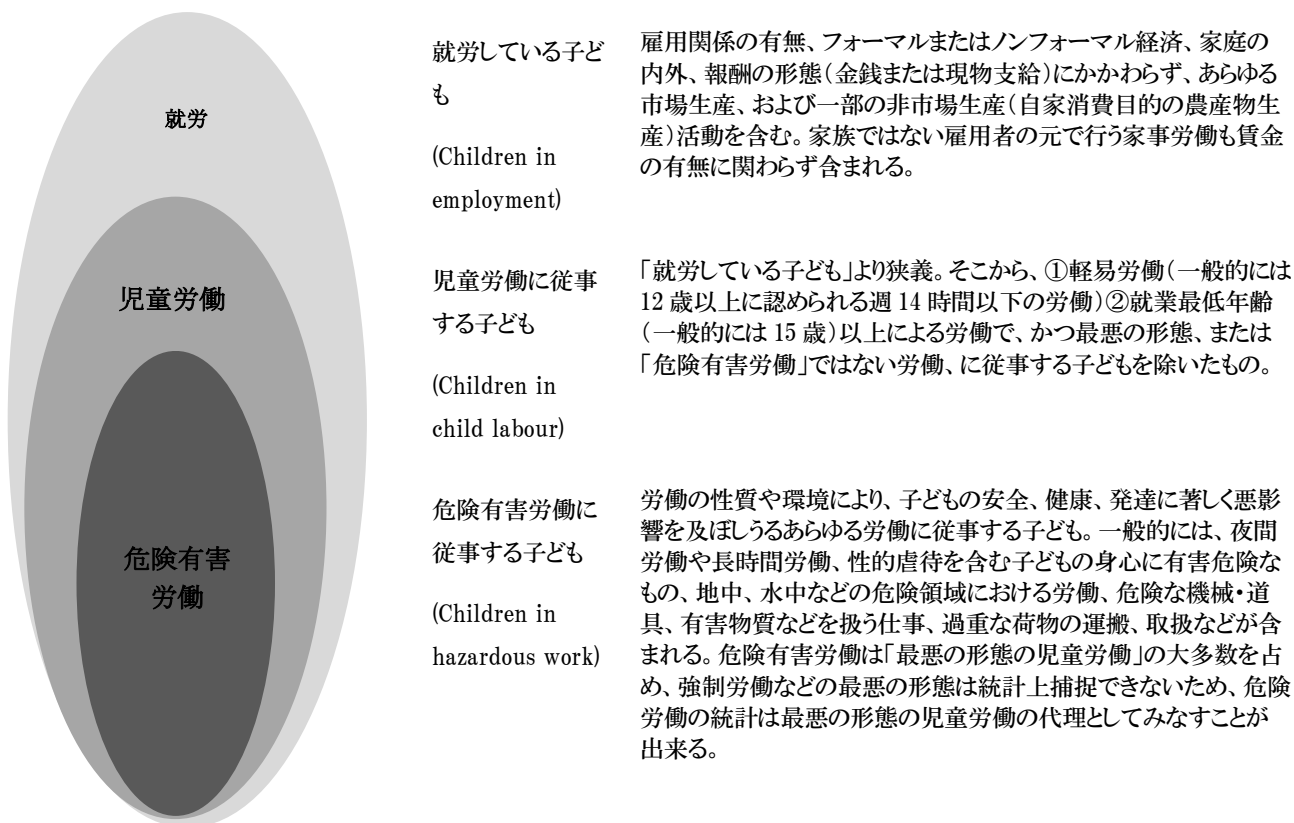 就労
児童労働
危険有害
労働
就労している子ど
も
(Children in
employment)
雇用関係の有無、フォーマルまたはノンフォーマル経済、家庭の
内外、報酬の形態(金銭または現物支給)にかかわらず、あらゆる
市場生産、および一部の非市場生産(自家消費目的の農産物生
産)活動を含む。家族ではない雇用者の元で行う家事労働も賃金
の有無に関わらず含まれる。
児童労働に従事
する子ども
(Children in
child labour)
「就労している子ども」より狭義。そこから、①軽易労働(一般的には
12 歳以上に認められる週 14 時間以下の労働)②就業最低年齢
(一般的には 15 歳)以上による労働で、かつ最悪の形態、または
「危険有害労働」ではない労働、に従事する子どもを除いたもの。
危険有害労働に
従事する子ども
(Children in
hazardous work)
労働の性質や環境により、子どもの安全、健康、発達に著しく悪影
響を及ぼしうるあらゆる労働に従事する子ども。一般的には、夜間
労働や長時間労働、性的虐待を含む子どもの身心に有害危険な
もの、地中、水中などの危険領域における労働、危険な機械・道
具、有害物質などを扱う仕事、過重な荷物の運搬、取扱などが含
まれる。危険有害労働は「最悪の形態の児童労働」の大多数を占
め、強制労働などの最悪の形態は統計上捕捉できないため、危険
労働の統計は最悪の形態の児童労働の代理としてみなすことが
出来る。